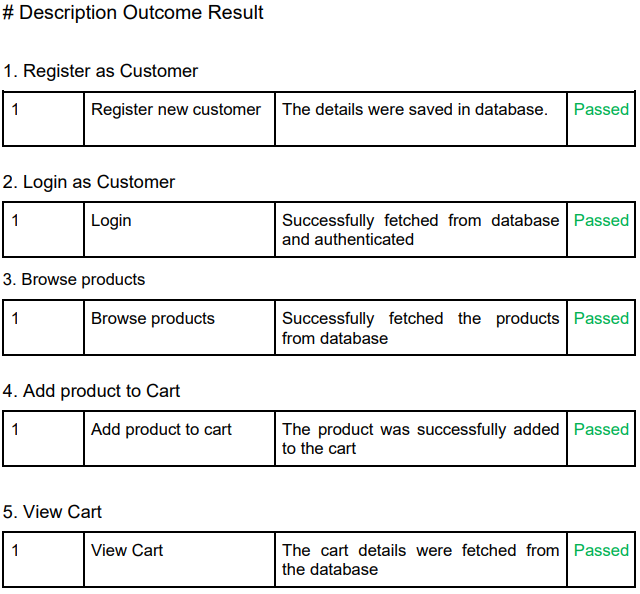 # Description Outcome Result
1. Register as Customer
1 Register new customer The details were saved in database. Passed
2. Login as Customer
1 Login Successfully fetched from database Passed
and authenticated
3. Browse products
1 Browse products Successfully fetched the products Passed
from database
4. Add product to Cart
1 Add product to cart The product was successfully added Passed
to the cart
5. View Cart
1 View Cart The cart details were fetched from Passed
the database